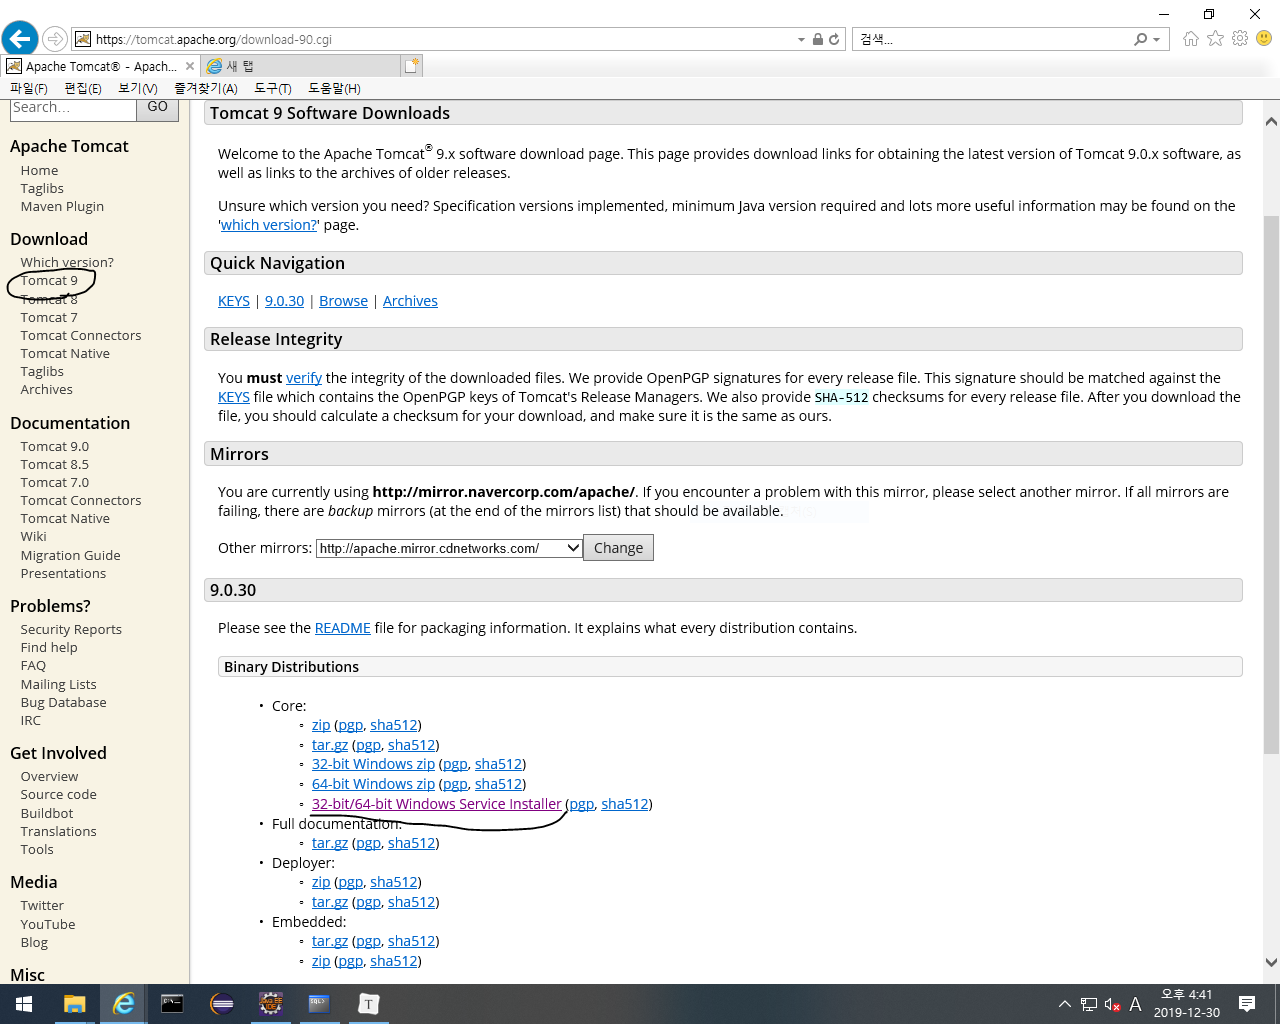 https://tomcat.apache.org/download-90.cgi
검색...
Apache Tomcat® - Apach...
새 탭
파일(F) 편집(E) 보기(V) 즐겨찾기(A) 도구(T) 도움말(H)
Search...
GO
Apache Tomcat
Home
Taglibs
Maven Plugin
Download
Which version?
Tomcat 9
Tomcat 8
Tomcat 7
Tomcat Connectors
Tomcat Native
Taglibs
Archives
Documentation
Tomcat 9.0
Tomcat 8.5
Tomcat 7.0
Tomcat Connectors
Tomcat Native
Wiki
Migration Guide
Presentations
Problems?
Security Reports
Find help
FAQ
Mailing Lists
Bug Database
IRC
Get Involved
Overview
Source code
Buildbot
Translations
Tools
Media
Twitter
YouTube
Blog
Misc
Tomcat 9 Software Downloads
Welcome to the Apache Tomcat® 9.x software download page. This page provides download links for obtaining the latest version of Tomcat 9.0.x software, as
well as links to the archives of older releases.
Unsure which version you need? Specification versions implemented, minimum Java version required and lots more useful information may be found on the
'which version?' page.
Quick Navigation
KEYS | 9.0.30 | Browse | Archives
Release Integrity
You must verify the integrity of the downloaded files. We provide OpenPGP signatures for every release file. This signature should be matched against the
KEYS file which contains the OpenPGP keys of Tomcat's Release Managers. We also provide SHA-512 checksums for every release file. After you download the
file, you should calculate a checksum for your download, and make sure it is the same as ours.
Mirrors
You are currently using http://mirror.navercorp.com/apache/. If you encounter a problem with this mirror, please select another mirror. If all mirrors are
failing, there are backup mirrors (at the end of the mirrors list) that should be available.
Other mirrors: http://apache.mirror.cdnetworks.com/ Change
9.0.30
Please see the README file for packaging information. It explains what every distribution contains.
Binary Distributions
• Core:
zip (pgp, sha512)
tar.gz (pgp, sha512)
32-bit Windows zip (pgp, sha512)
64-bit Windows zip (pgp, sha512)
32-bit/64-bit Windows Service Installer (pgp, sha512)
• Full documentation:
tar.gz (pgp, sha512)
• Deployer:
zip (pgp, sha512)
tar.gz (pgp, sha512)
• Embedded:
tar.gz (pgp, sha512)
zip (pgp, sha512)
T
A
오후 4:41
2019-12-30